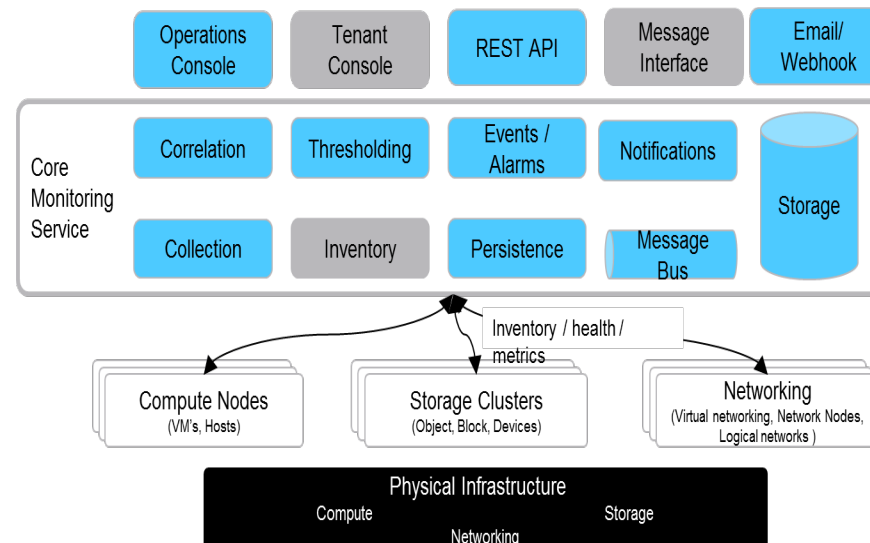 Operations
Console
Tenant
Console
REST API
Message
Interface
Email/
Webhook
Core
Monitoring
Service
Correlation
Thresholding
Events /
Alarms
Notifications
Storage
Collection
Inventory
Persistence
Message
Bus
Inventory / health /
metrics
Compute Nodes
(VM's, Hosts)
Storage Clusters
(Object, Block, Devices)
Networking
(Virtual networking, Network Nodes,
Logical networks )
Physical Infrastructure
Compute
Storage
Networking